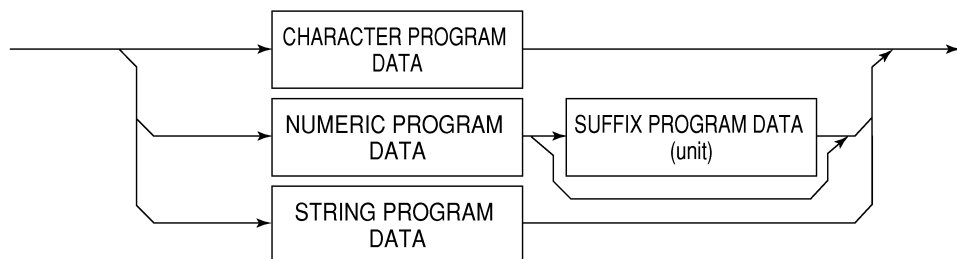 CHARACTER PROGRAM
DATA
NUMERIC PROGRAM
DATA
SUFFIX PROGRAM DATA
(unit)
STRING PROGRAM
DATA